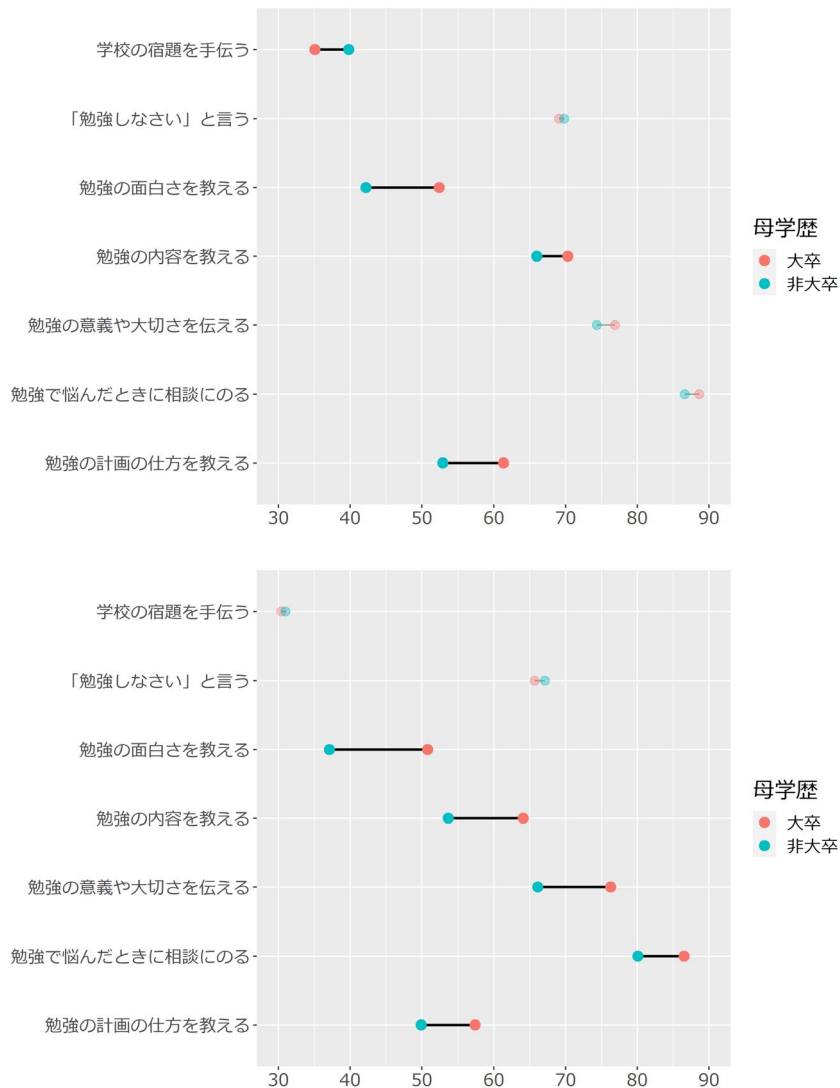 学校の宿題を手伝う
「勉強しなさい」と言う
勉強の面白さを教える
勉強の内容を教える
勉強の意義や大切さを伝える
勉強で悩んだときに相談にのる
勉強の計画の仕方を教える
30 40 50 60 70 80 90
母学歴
大卒
非大卒
学校の宿題を手伝う
「勉強しなさい」と言う
勉強の面白さを教える
勉強の内容を教える
勉強の意義や大切さを伝える
勉強で悩んだときに相談にのる
勉強の計画の仕方を教える
30 40 50 60 70 80 90
母学歴
大卒
非大卒